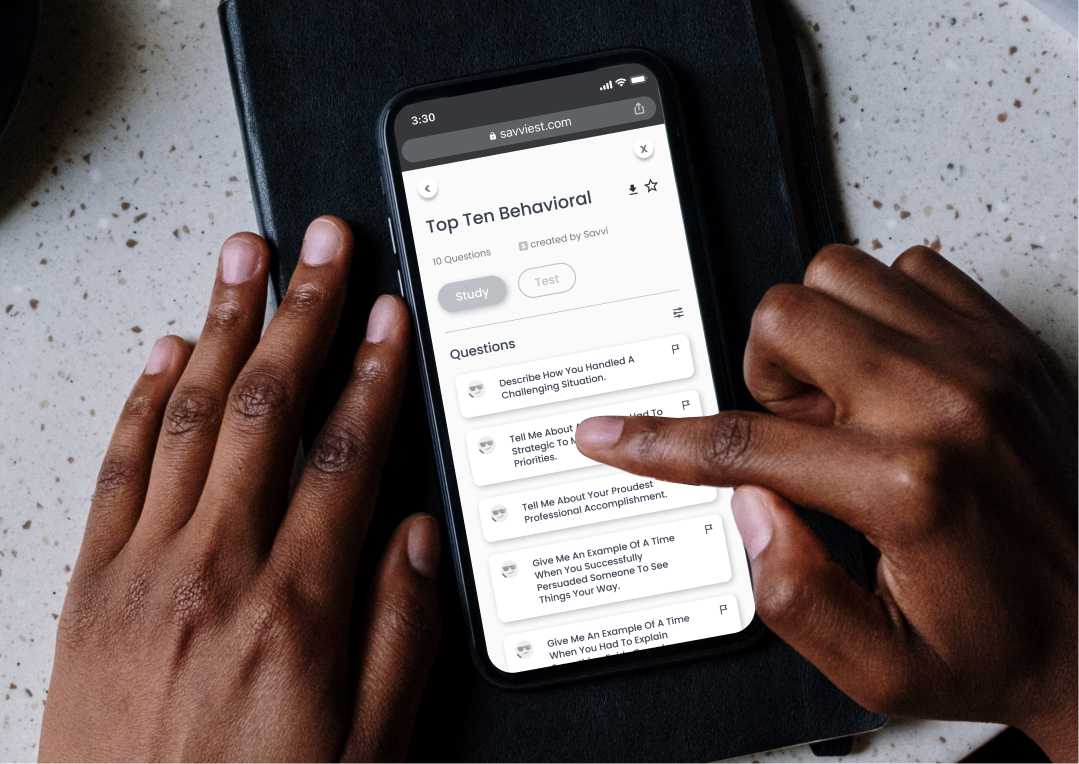 3:30
savviest.com
x
Top Ten Behavioral
10 Questions
S created by Savvi
Study
Test
Questions
Describe How You Handled A
Challenging Situation.
Tell Me About Had To
Strategic To
Priorities.
Tell Me About Your Proudest
Professional Accomplishment.
Give Me An Example Of A Time
When You Successfully
Persuaded Someone To See
Things Your Way.
Give Me An Example Of A Time
When You Had To Explain